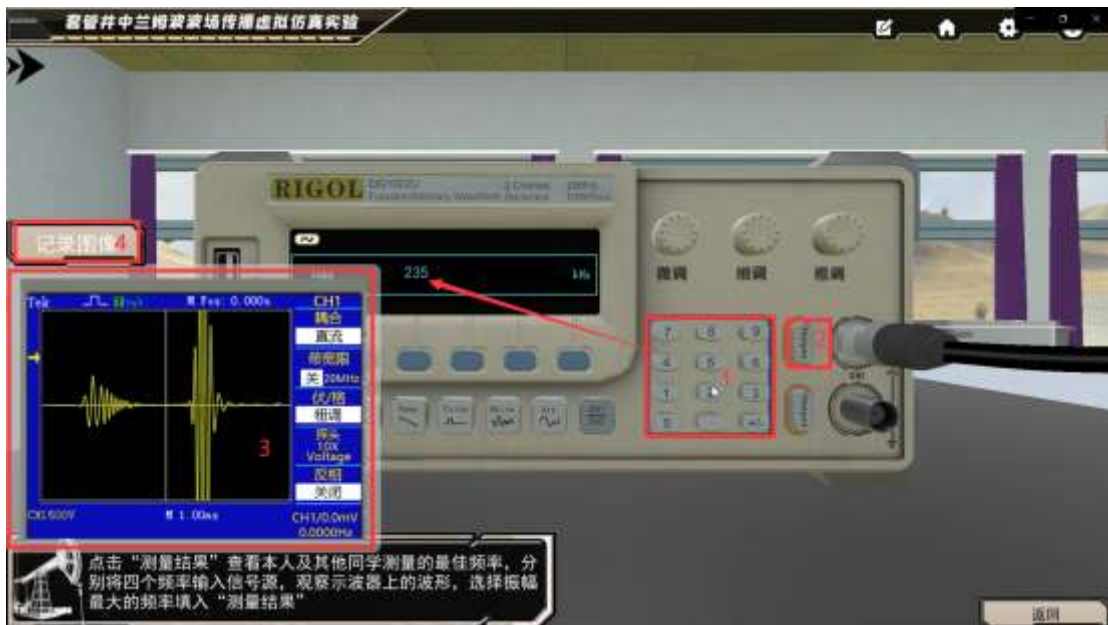 套管井中兰姆波波场传播虚拟仿真实验
RIGOL
235
kHz
微调
细调
粗调
记录图像4
Tek
M Pos: 0.000s
CH1
耦合
直流
带宽限
关 20MHz
伏/格
粗调
探头
10X
Voltage
反相
关闭
CH1 500V
M 1.00ms
CH1/0.0mV
0.0000Hz
3
7 8 9
4 5 6
1 3
0 +/-
1
2
Output
点击“测量结果”查看本人及其他同学测量的最佳频率，分
别将四个频率输入信号源，观察示波器上的波形，选择振幅
最大的频率填入“测量结果”
返回